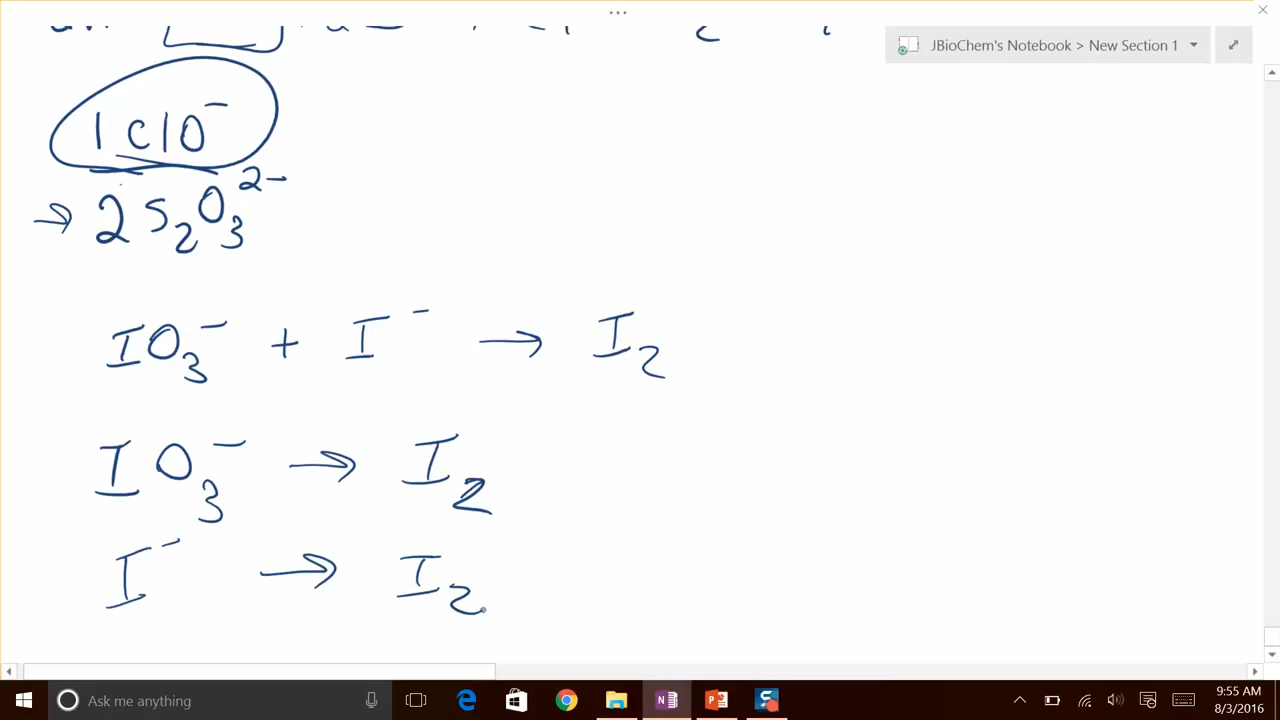 JBioChem's Notebook > New Section 1
1 ClO⁻
→ 2 S₂O₃²⁻
IO₃⁻ + I⁻ → I₂
IO₃⁻ → I₂
I⁻ → I₂
Ask me anything
9:55 AM
8/3/2016